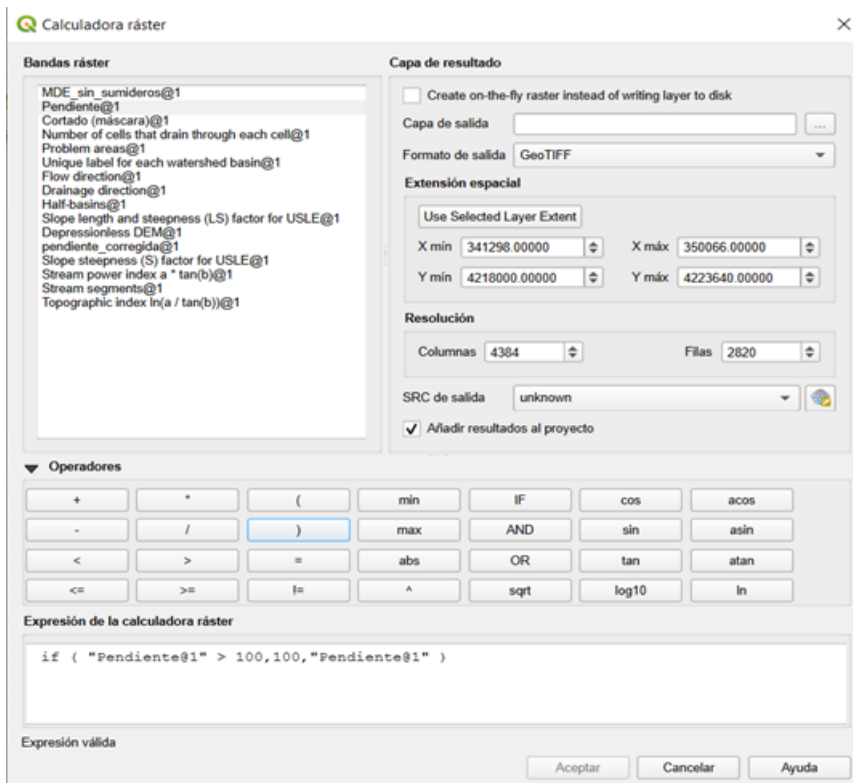 Calculadora ráster
Bandas ráster
MDE_sin_sumideros@1
Pendiente@1
Cortado (máscara)@1
Number of cells that drain through each cell@1
Problem areas@1
Unique label for each watershed basin@1
Flow direction@1
Drainage direction@1
Half-basins@1
Slope length and steepness (LS) factor for USLE@1
Depressionless DEM@1
pendiente_corregida@1
Slope steepness (S) factor for USLE@1
Stream power index a * tan(b)@1
Stream segments@1
Topographic index ln(a / tan(b))@1
Capa de resultado
Create on-the-fly raster instead of writing layer to disk
Capa de salida ...
Formato de salida GeoTIFF
Extensión espacial
Use Selected Layer Extent
X mín 341298.00000 X máx 350066.00000
Y mín 4218000.00000 Y máx 4223640.00000
Resolución
Columnas 4384 Filas 2820
SRC de salida unknown
Añadir resultados al proyecto
Operadores
+ * ( min IF cos acos
- / ) max AND sin asin
< > = abs OR tan atan
<= >= != ^ sqrt log10 ln
Expresión de la calculadora ráster
if ( "Pendiente@1" > 100,100,"Pendiente@1" )
Expresión válida
Aceptar Cancelar Ayuda